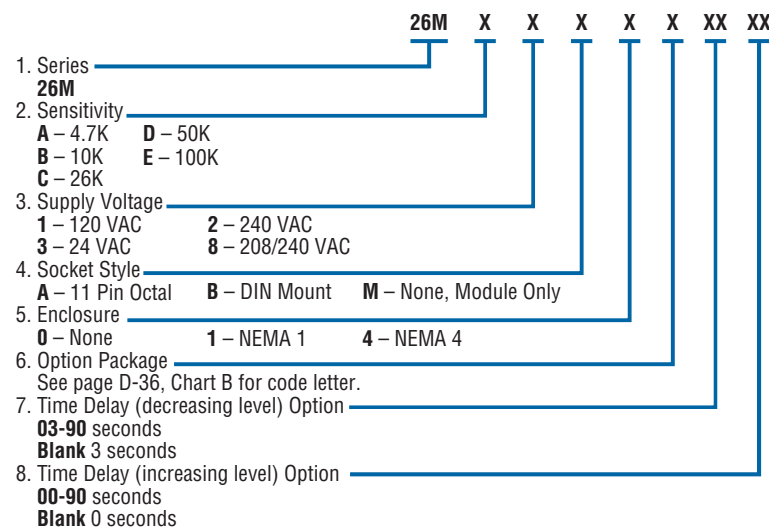 26M X X X X X XX XX
1. Series
26M
2. Sensitivity
A – 4.7K D – 50K
B – 10K E – 100K
C – 26K
3. Supply Voltage
1 – 120 VAC 2 – 240 VAC
3 – 24 VAC 8 – 208/240 VAC
4. Socket Style
A – 11 Pin Octal B – DIN Mount M – None, Module Only
5. Enclosure
0 – None 1 – NEMA 1 4 – NEMA 4
6. Option Package
See page D-36, Chart B for code letter.
7. Time Delay (decreasing level) Option
03-90 seconds
Blank 3 seconds
8. Time Delay (increasing level) Option
00-90 seconds
Blank 0 seconds